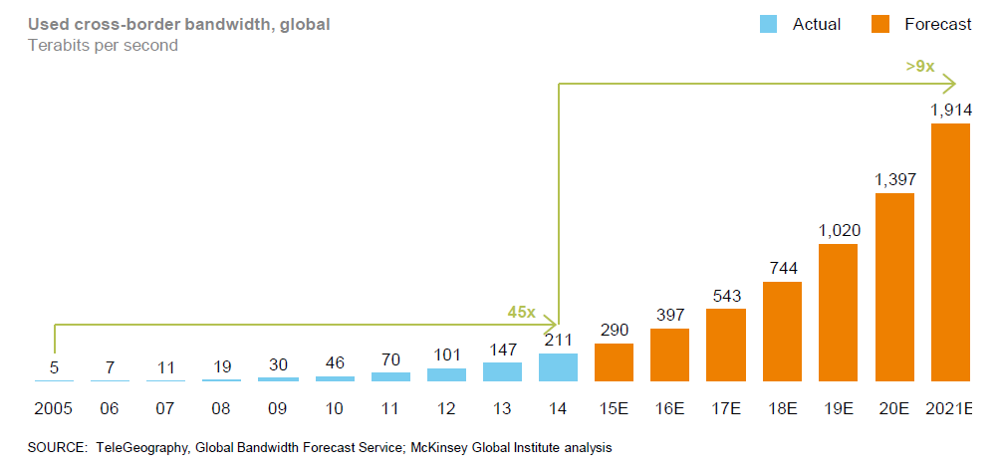 Used cross-border bandwidth, global
Terabits per second
Actual
Forecast
>9x
45x
5
7
11
19
30
46
70
101
147
211
290
397
543
744
1,020
1,397
1,914
2005
06
07
08
09
10
11
12
13
14
15E
16E
17E
18E
19E
20E
2021E
SOURCE: TeleGeography, Global Bandwidth Forecast Service; McKinsey Global Institute analysis